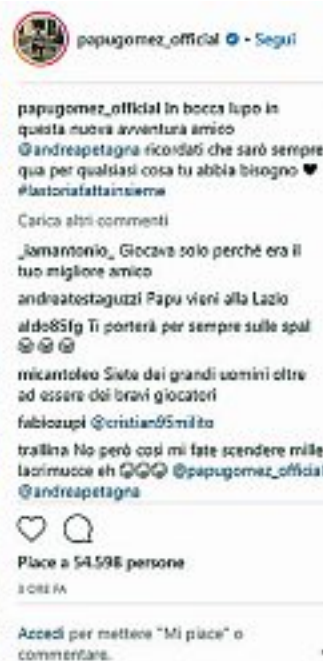 papugomez_official • Segui
papugomez_official In bocca lupo in
questa nuova avventura amico
@andreapetagna ricordati che sarò sempre
qua per qualsiasi cosa tu abbia bisogno ♥
#lastoriafattainsieme
Carica altri commenti
_iamantonio_ Giocava solo perché era il
tuo migliore amico
andreatestaguzzi Papu vieni alla Lazio
aldo85fg Ti porterà per sempre sulle spal
micantoleo Siete dei grandi uomini oltre
ad essere dei bravi giocatori
fabiozupi @cristian95milito
trallina No però così mi fate scendere mille
lacrimucce eh @papugomez_official
@andreapetagna
Piace a 54.598 persone
3 ORE FA
Accedi per mettere "Mi piace" o
commentare.